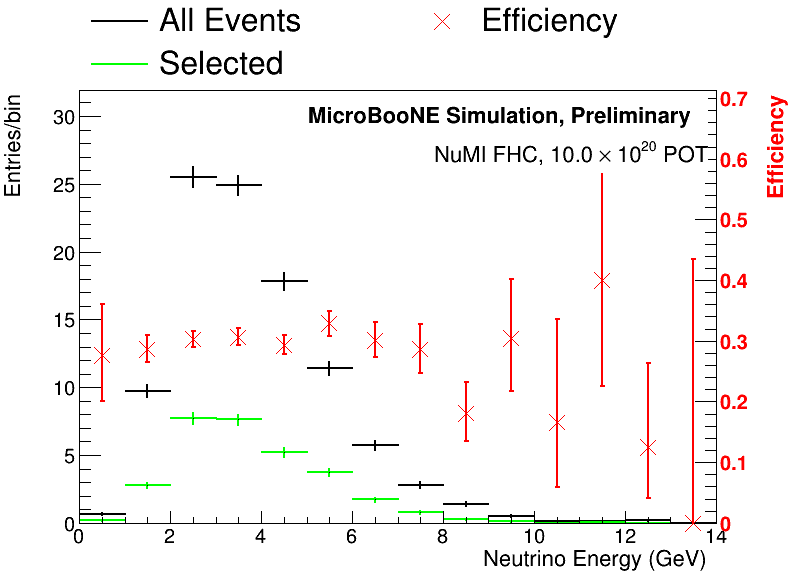 All Events
Efficiency
Selected
MicroBooNE Simulation, Preliminary
NuMI FHC, 10.0 × 10²⁰ POT
Entries/bin
30
25
20
15
10
5
0
0 2 4 6 8 10 12 14
Neutrino Energy (GeV)
Efficiency
0.7
0.6
0.5
0.4
0.3
0.2
0.1
0